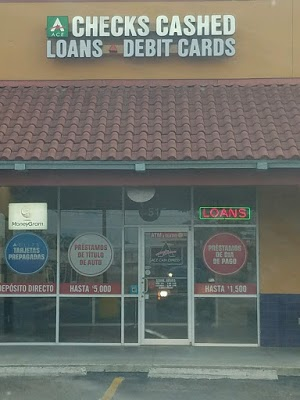 A
ACE
CHECKS CASHED
LOANS DEBIT CARDS
MoneyGram
LOANS
ATM
TARJETAS
PREPAGADAS
DEPÓSITO DIRECTO
PRÉSTAMOS
DE TÍTULO
DE AUTO
HASTA $5,000
PRÉSTAMOS
DE DÍA
DE PAGO
HASTA $1,500